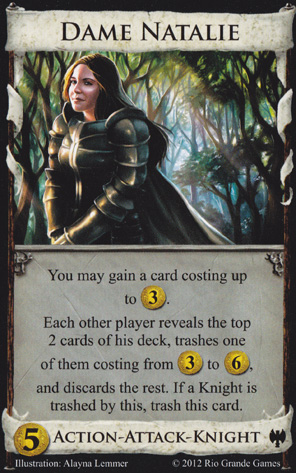 Dame Natalie
You may gain a card costing up
to 3.
Each other player reveals the top
2 cards of his deck, trashes one
of them costing from 3 to 6,
and discards the rest. If a Knight is
trashed by this, trash this card.
5 Action-Attack-Knight
Illustration: Alayna Lemmer © 2012 Rio Grande Games